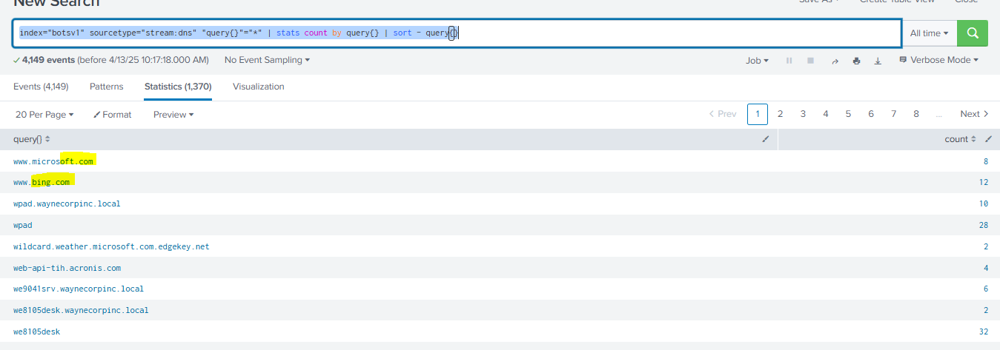 New Search
Save As
Create Table View
Close
index="botsv1" sourcetype="stream:dns" "query{}"="*" | stats count by query{} | sort - query{}
All time
4,149 events (before 4/13/25 10:17:18.000 AM)
No Event Sampling
Job
Verbose Mode
Events (4,149)
Patterns
Statistics (1,370)
Visualization
20 Per Page
Format
Preview
< Prev 1 2 3 4 5 6 7 8 ... Next >
query{} count
www.microsoft.com 8
www.bing.com 12
wpad.waynecorpinc.local 10
wpad 28
wildcard.weather.microsoft.com.edgekey.net 2
web-api-tih.acronis.com 4
we9041srv.waynecorpinc.local 6
we8105desk.waynecorpinc.local 2
we8105desk 32